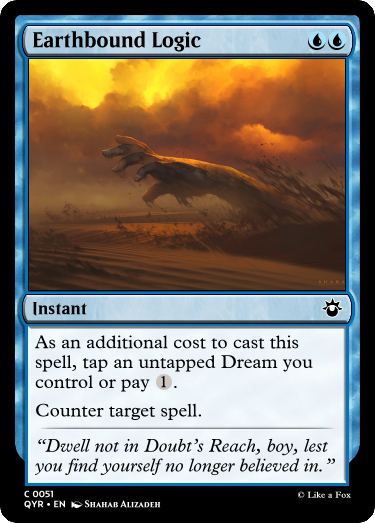 Earthbound Logic
Instant
As an additional cost to cast this
spell, tap an untapped Dream you
control or pay 1.
Counter target spell.
“Dwell not in Doubt’s Reach, boy, lest
you find yourself no longer believed in.”
C 0051
QYR • EN Shahab Alizadeh
© Like a Fox